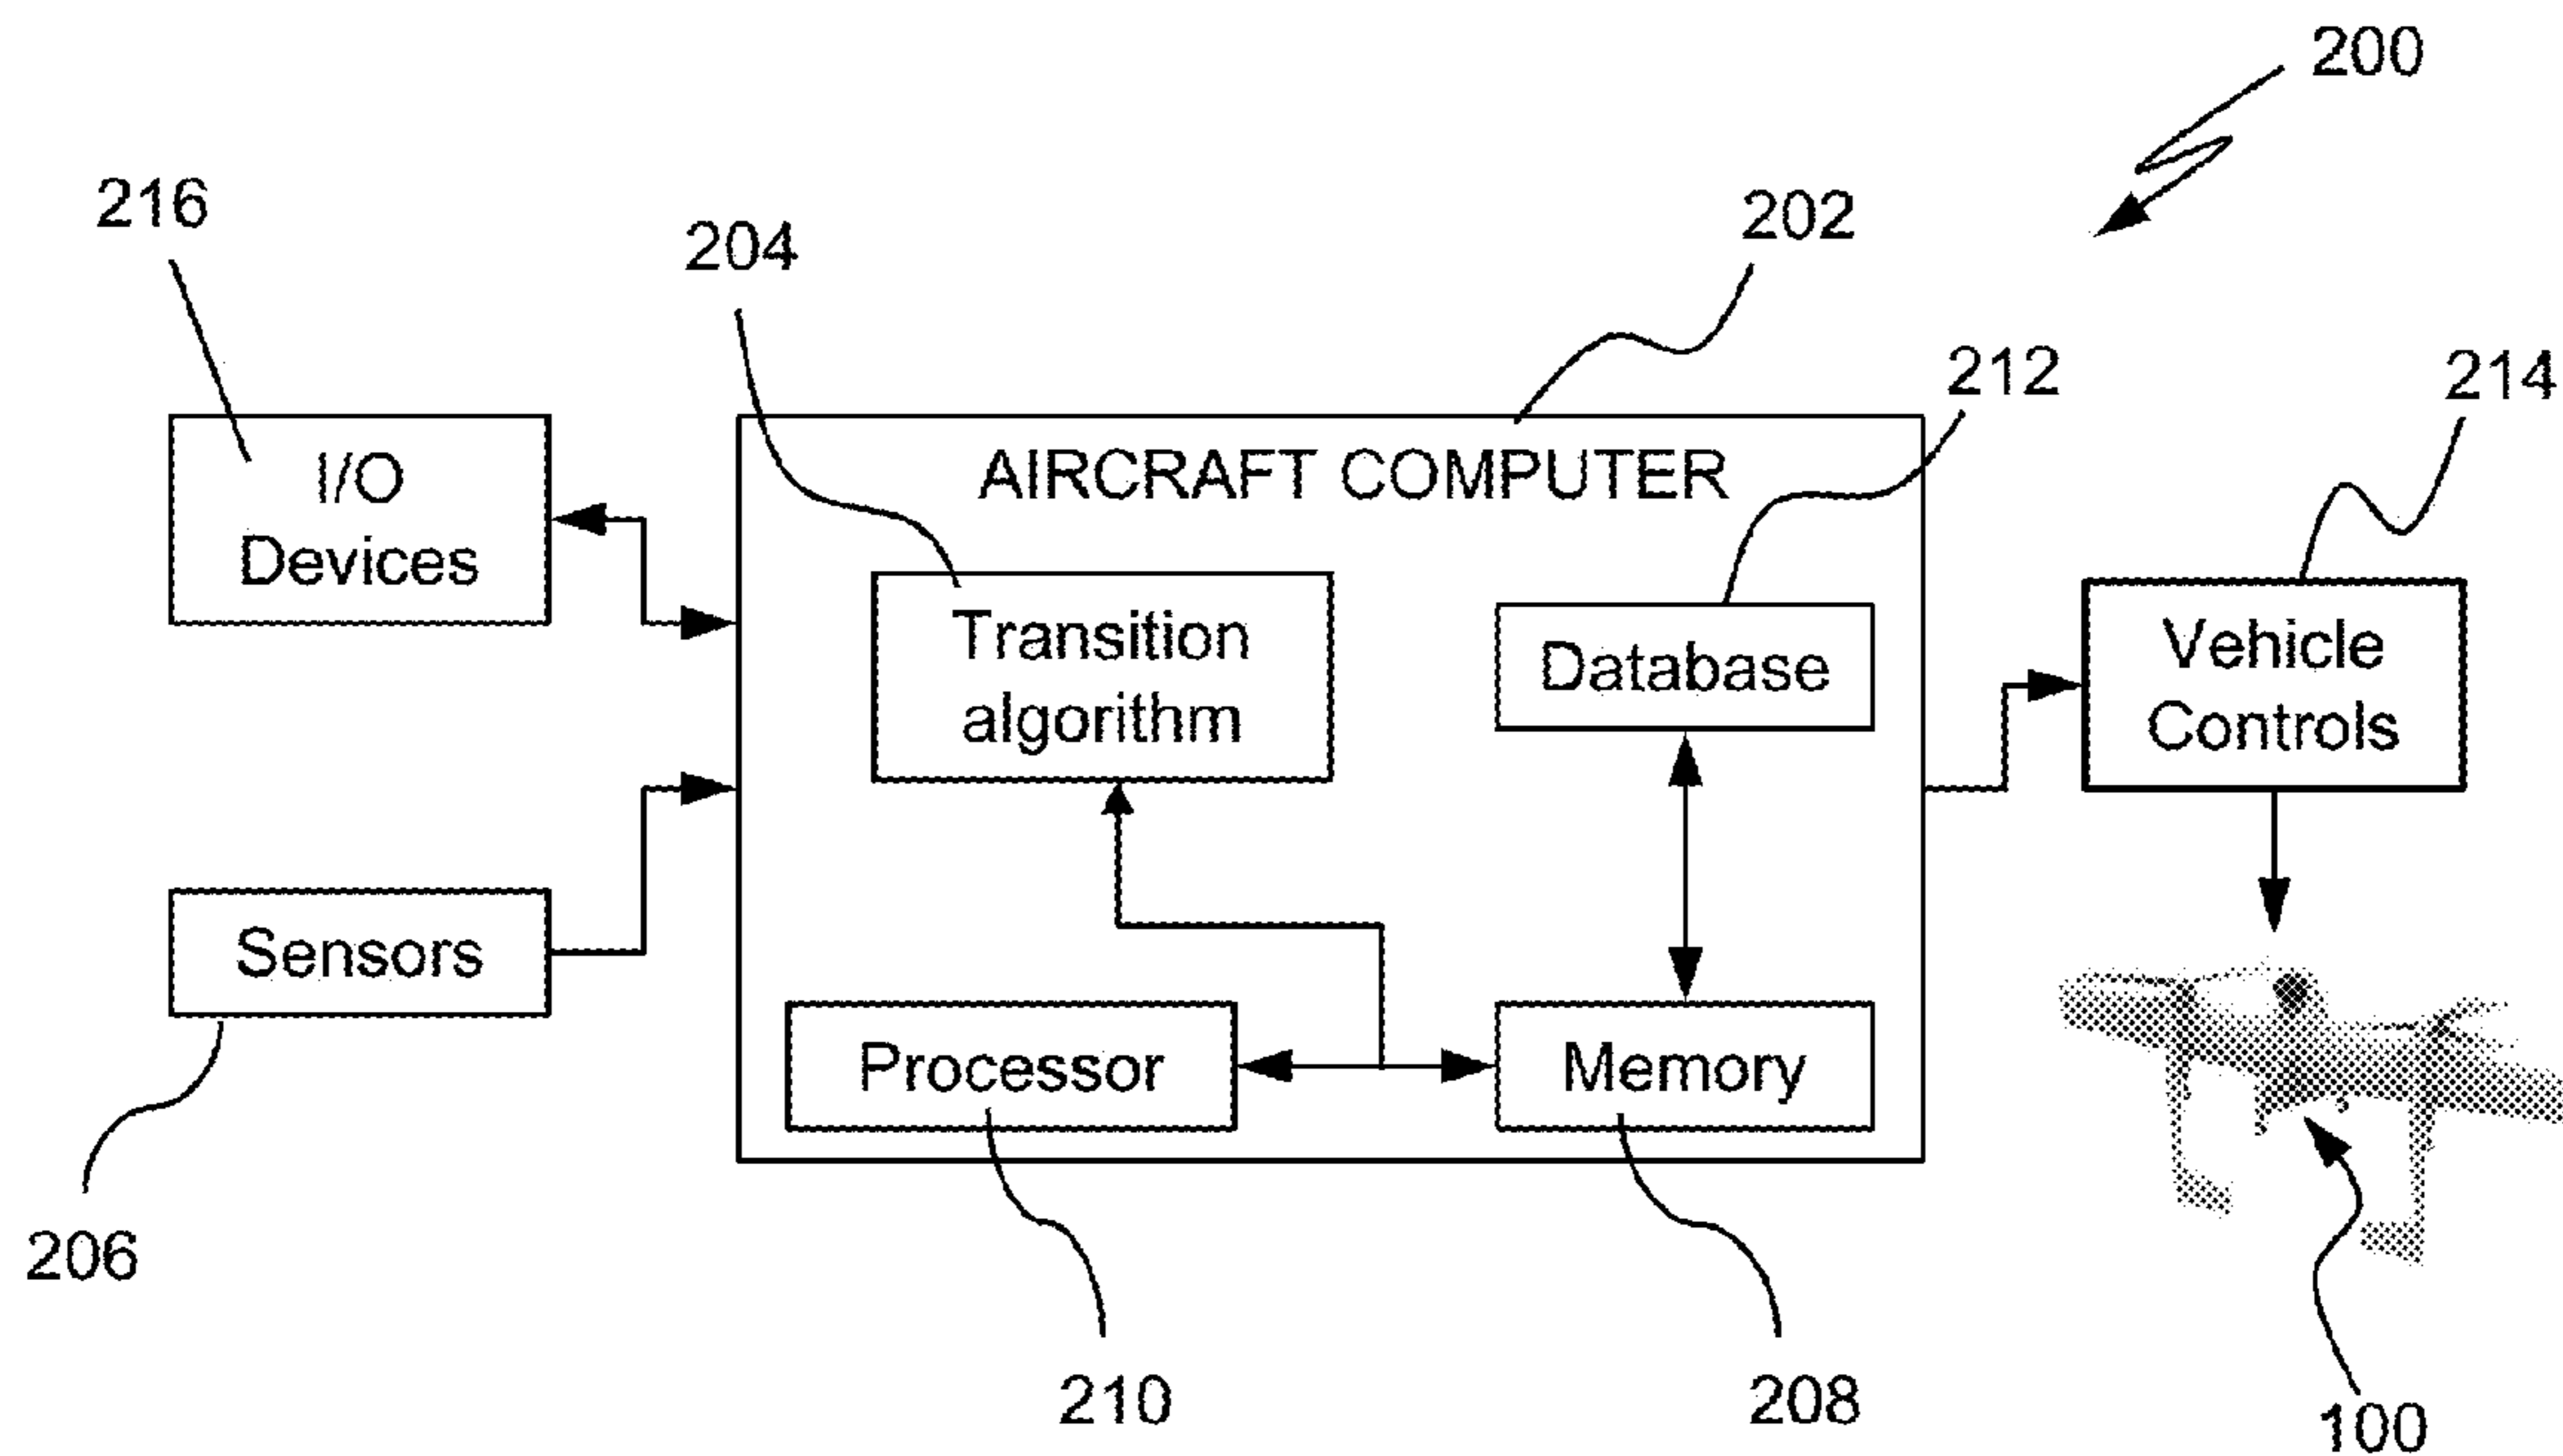 200
216
204
202
212
214
I/O
Devices
AIRCRAFT COMPUTER
Transition
algorithm
Database
Vehicle
Controls
Sensors
Processor
Memory
206
210
208
100